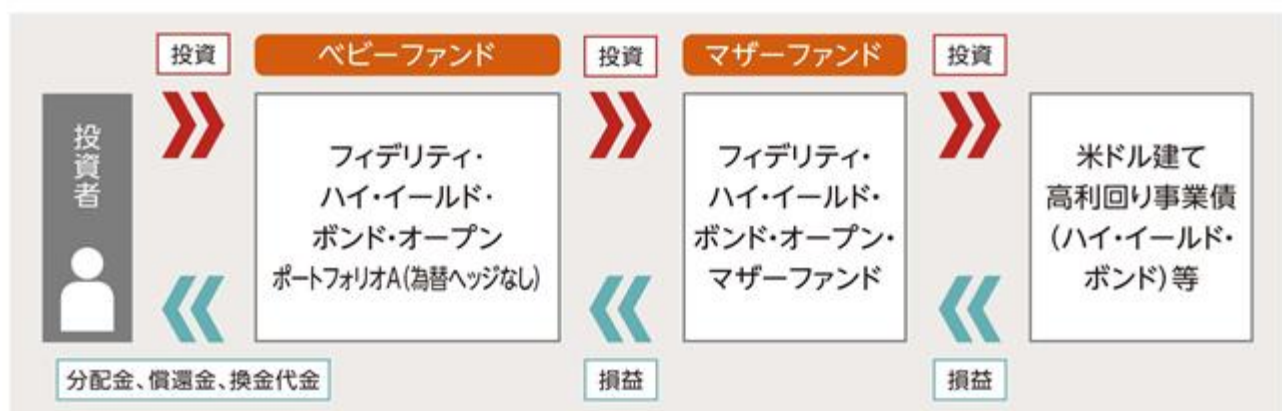 投資
ベビーファンド
投資
マザーファンド
投資
投資者
フィデリティ・
ハイ・イールド・
ボンド・オープン
ポートフォリオA(為替ヘッジなし)
フィデリティ・
ハイ・イールド・
ボンド・オープン・
マザーファンド
米ドル建て
高利回り事業債
(ハイ・イールド・
ボンド)等
分配金、償還金、換金代金
損益
損益